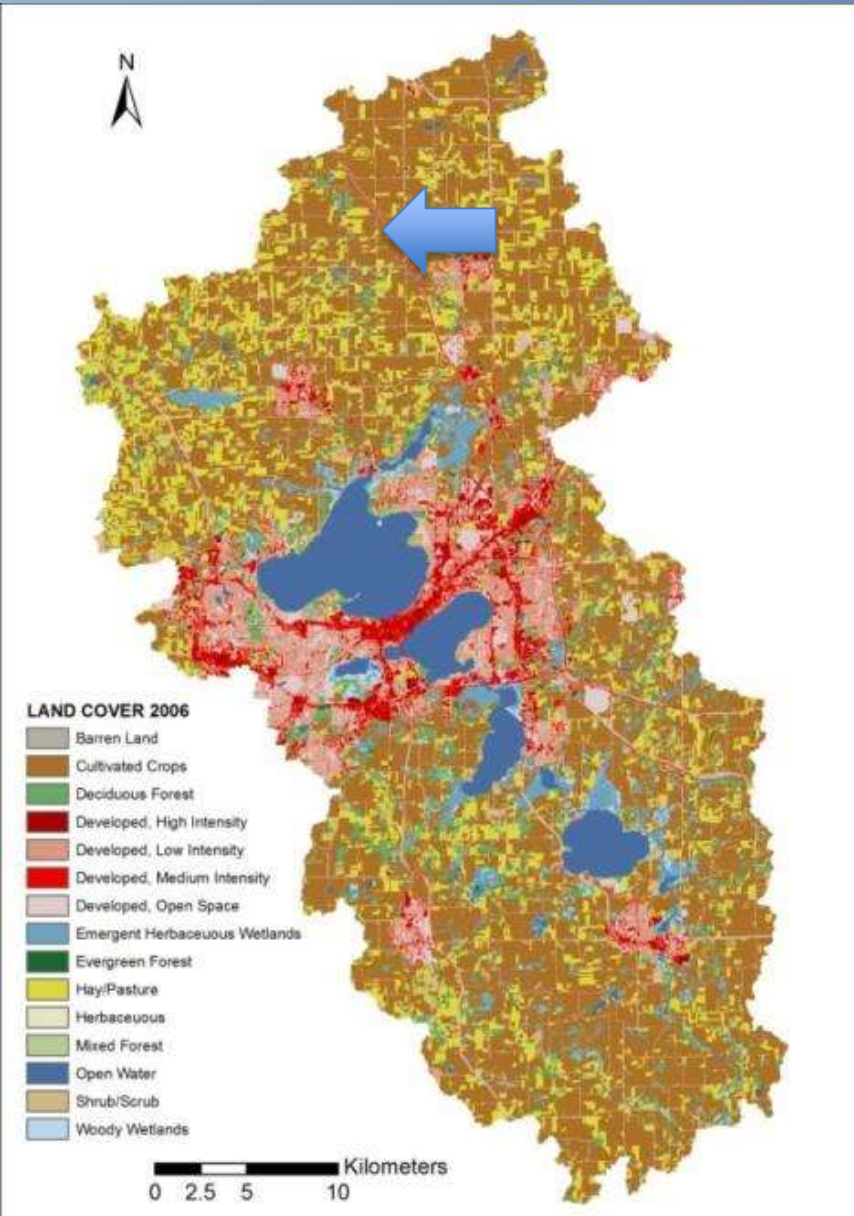 N
LAND COVER 2006
Barren Land
Cultivated Crops
Deciduous Forest
Developed, High Intensity
Developed, Low Intensity
Developed, Medium Intensity
Developed, Open Space
Emergent Herbaceuous Wetlands
Evergreen Forest
Hay/Pasture
Herbaceuous
Mixed Forest
Open Water
Shrub/Scrub
Woody Wetlands
Kilometers
0 2.5 5 10